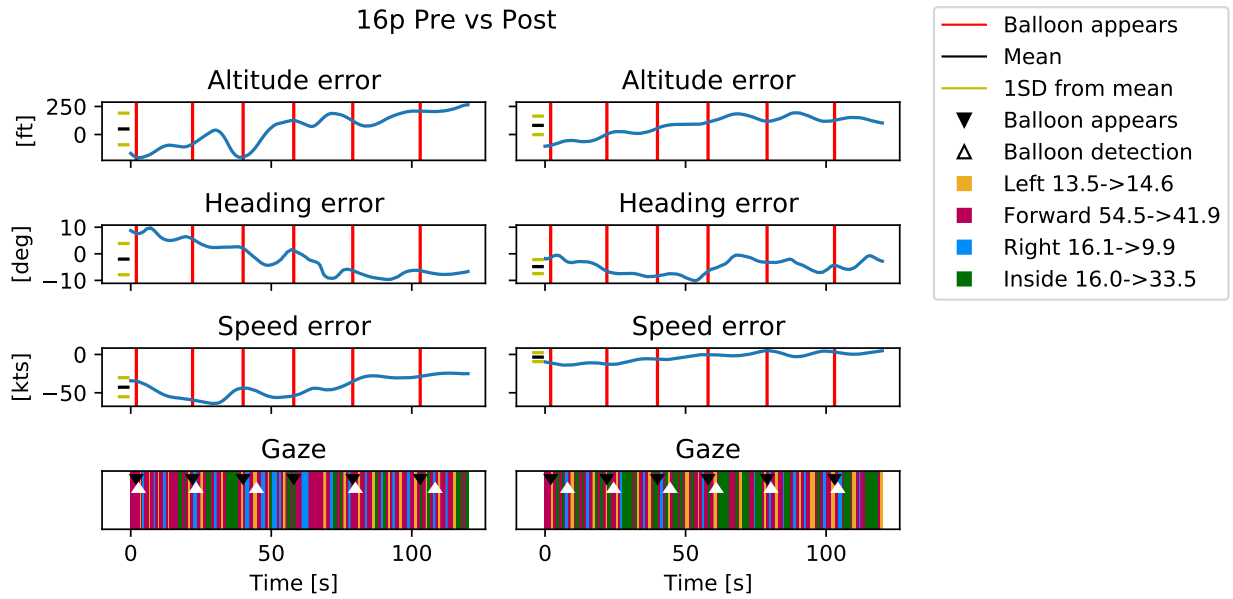 16p Pre vs Post
Altitude error
Altitude error
[ft]
250
0
Heading error
Heading error
[deg]
10
0
−10
Speed error
Speed error
[kts]
0
−50
Gaze
Gaze
0
50
100
0
50
100
Time [s]
Time [s]
Balloon appears
Mean
1SD from mean
Balloon appears
Balloon detection
Left 13.5->14.6
Forward 54.5->41.9
Right 16.1->9.9
Inside 16.0->33.5